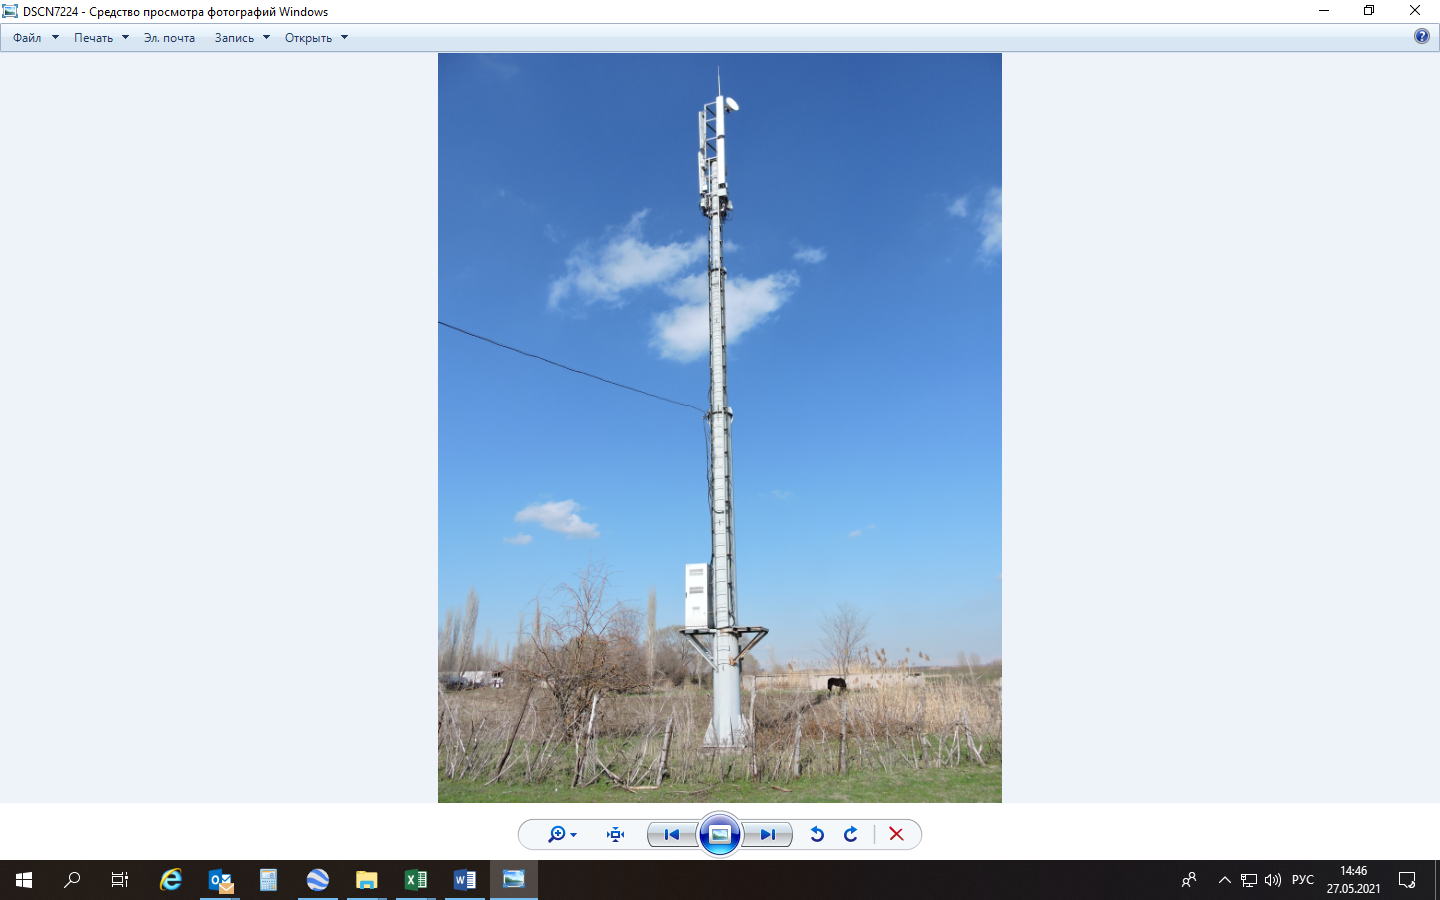 DSCN7224 - Средство просмотра фотографий Windows
Файл Печать Эл. почта Запись Открыть
РУС
14:46
27.05.2021